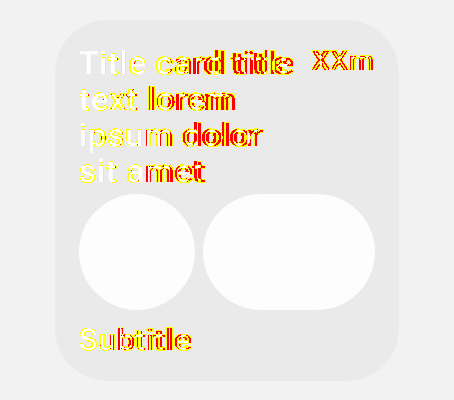 Title card title XXm
text lorem
ipsum dolor
sit amet
Subtitle